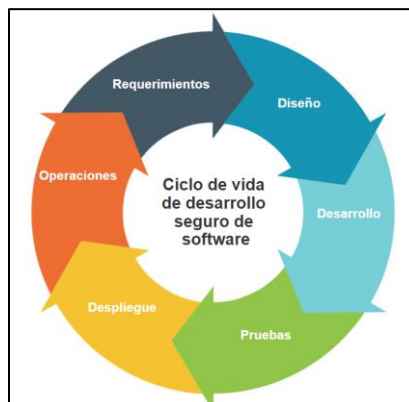 Requerimientos
Diseño
Desarrollo
Pruebas
Despliegue
Operaciones
Ciclo de vida
de desarrollo
seguro de
software